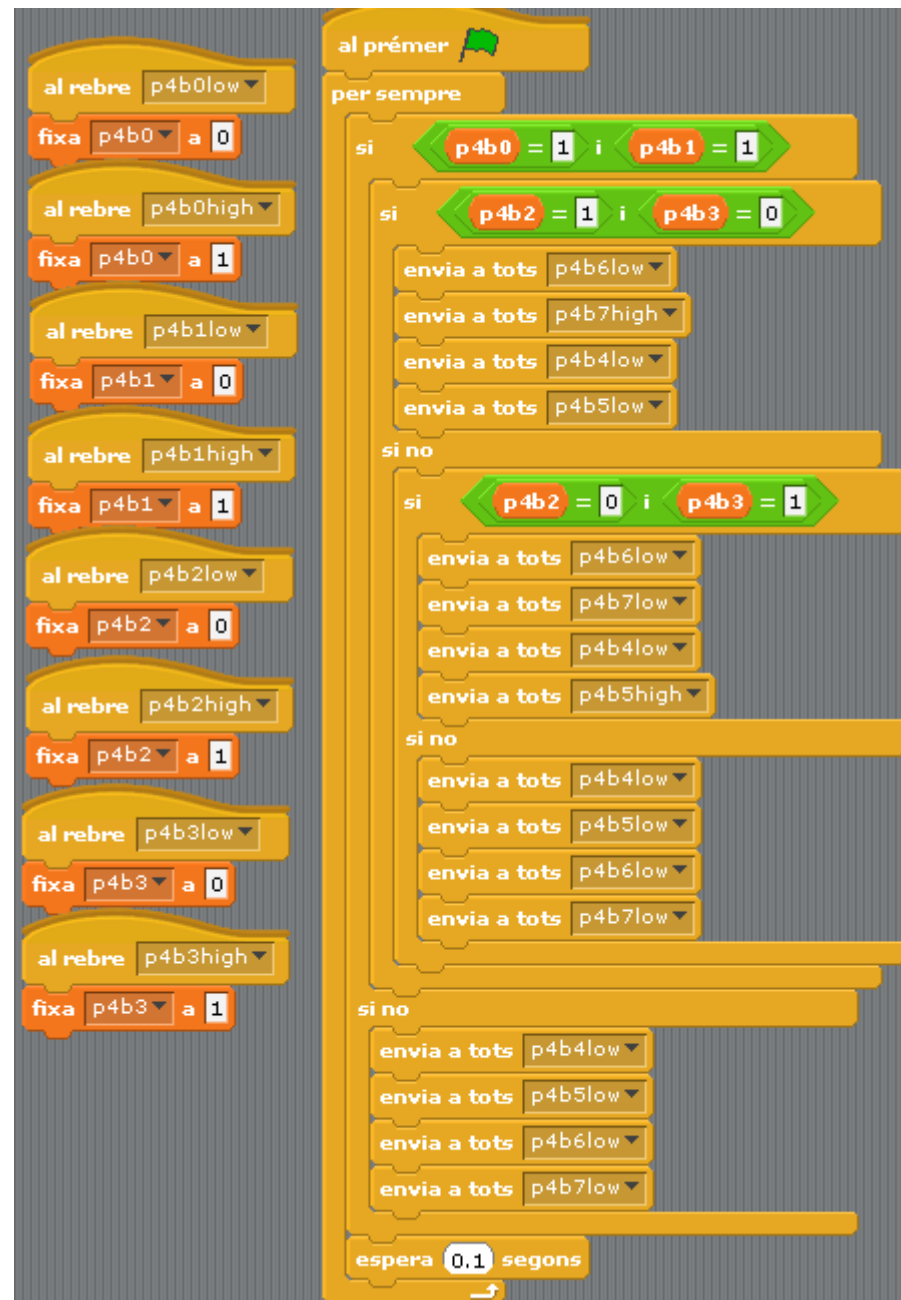 al rebre p4b0low
fixa p4b0 a 0
al rebre p4b0high
fixa p4b0 a 1
al rebre p4b1low
fixa p4b1 a 0
al rebre p4b1high
fixa p4b1 a 1
al rebre p4b2low
fixa p4b2 a 0
al rebre p4b2high
fixa p4b2 a 1
al rebre p4b3low
fixa p4b3 a 0
al rebre p4b3high
fixa p4b3 a 1
al prémer
per sempre
si p4b0 = 1 i p4b1 = 1
si p4b2 = 1 i p4b3 = 0
envia a tots p4b6low
envia a tots p4b7high
envia a tots p4b4low
envia a tots p4b5low
si no
si p4b2 = 0 i p4b3 = 1
envia a tots p4b6low
envia a tots p4b7low
envia a tots p4b4low
envia a tots p4b5high
si no
envia a tots p4b4low
envia a tots p4b5low
envia a tots p4b6low
envia a tots p4b7low
si no
envia a tots p4b4low
envia a tots p4b5low
envia a tots p4b6low
envia a tots p4b7low
espera 0.1 segons